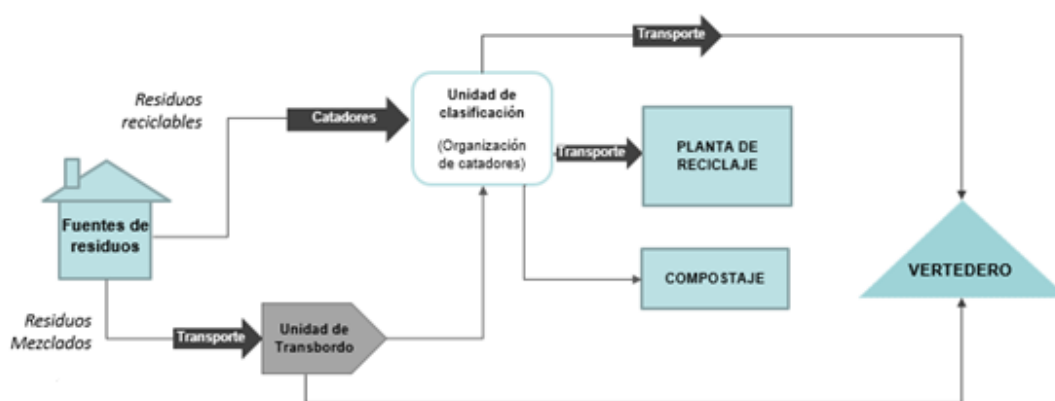 Transporte
Residuos
reciclables
Catadores
Unidad de
clasificación
(Organización
de catadores)
Transporte
PLANTA DE
RECICLAJE
Fuentes de
residuos
COMPOSTAJE
VERTEDERO
Residuos
Mezclados
Transporte
Unidad de
Transbordo